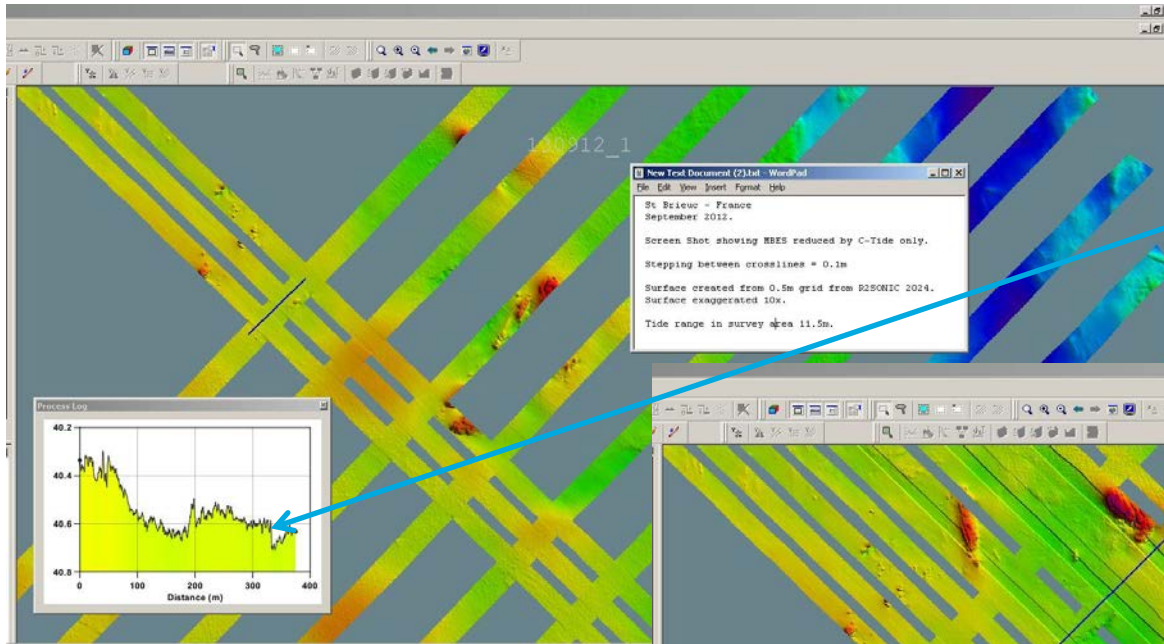 130912_1
New Text Document (2).txt - WordPad
File Edit View Insert Format Help
St Brieuc - France
September 2012.
Screen Shot showing MBES reduced by C-Tide only.
Stepping between crosslines = 0.1m
Surface created from 0.5m grid from R2SONIC 2024.
Surface exaggerated 10x.
Tide range in survey area 11.5m.
Process Log
40.2
40.4
40.6
40.8
0 100 200 300 400
Distance (m)